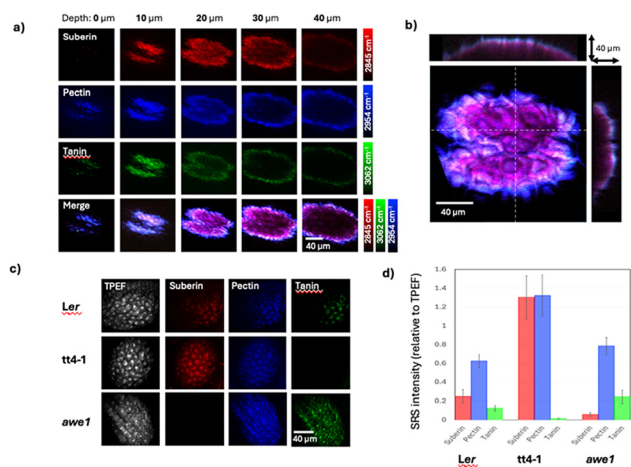 a)
Depth: 0 µm 10 µm 20 µm 30 µm 40 µm
Suberin
2845 cm⁻¹
Pectin
2954 cm⁻¹
Tanin
3062 cm⁻¹
Merge
40 µm
2845 cm⁻¹
3062 cm⁻¹
2954 cm⁻¹
b)
40 µm
40 µm
40 µm
c)
TPEF Suberin Pectin Tanin
Ler
tt4-1
awe1
40 µm
d)
SRS intensity (relative to TPEF)
1.6
1.4
1.2
1
0.8
0.6
0.4
0.2
0
Suberin Pectin Tanin Suberin Pectin Tanin Suberin Pectin Tanin
Ler tt4-1 awe1